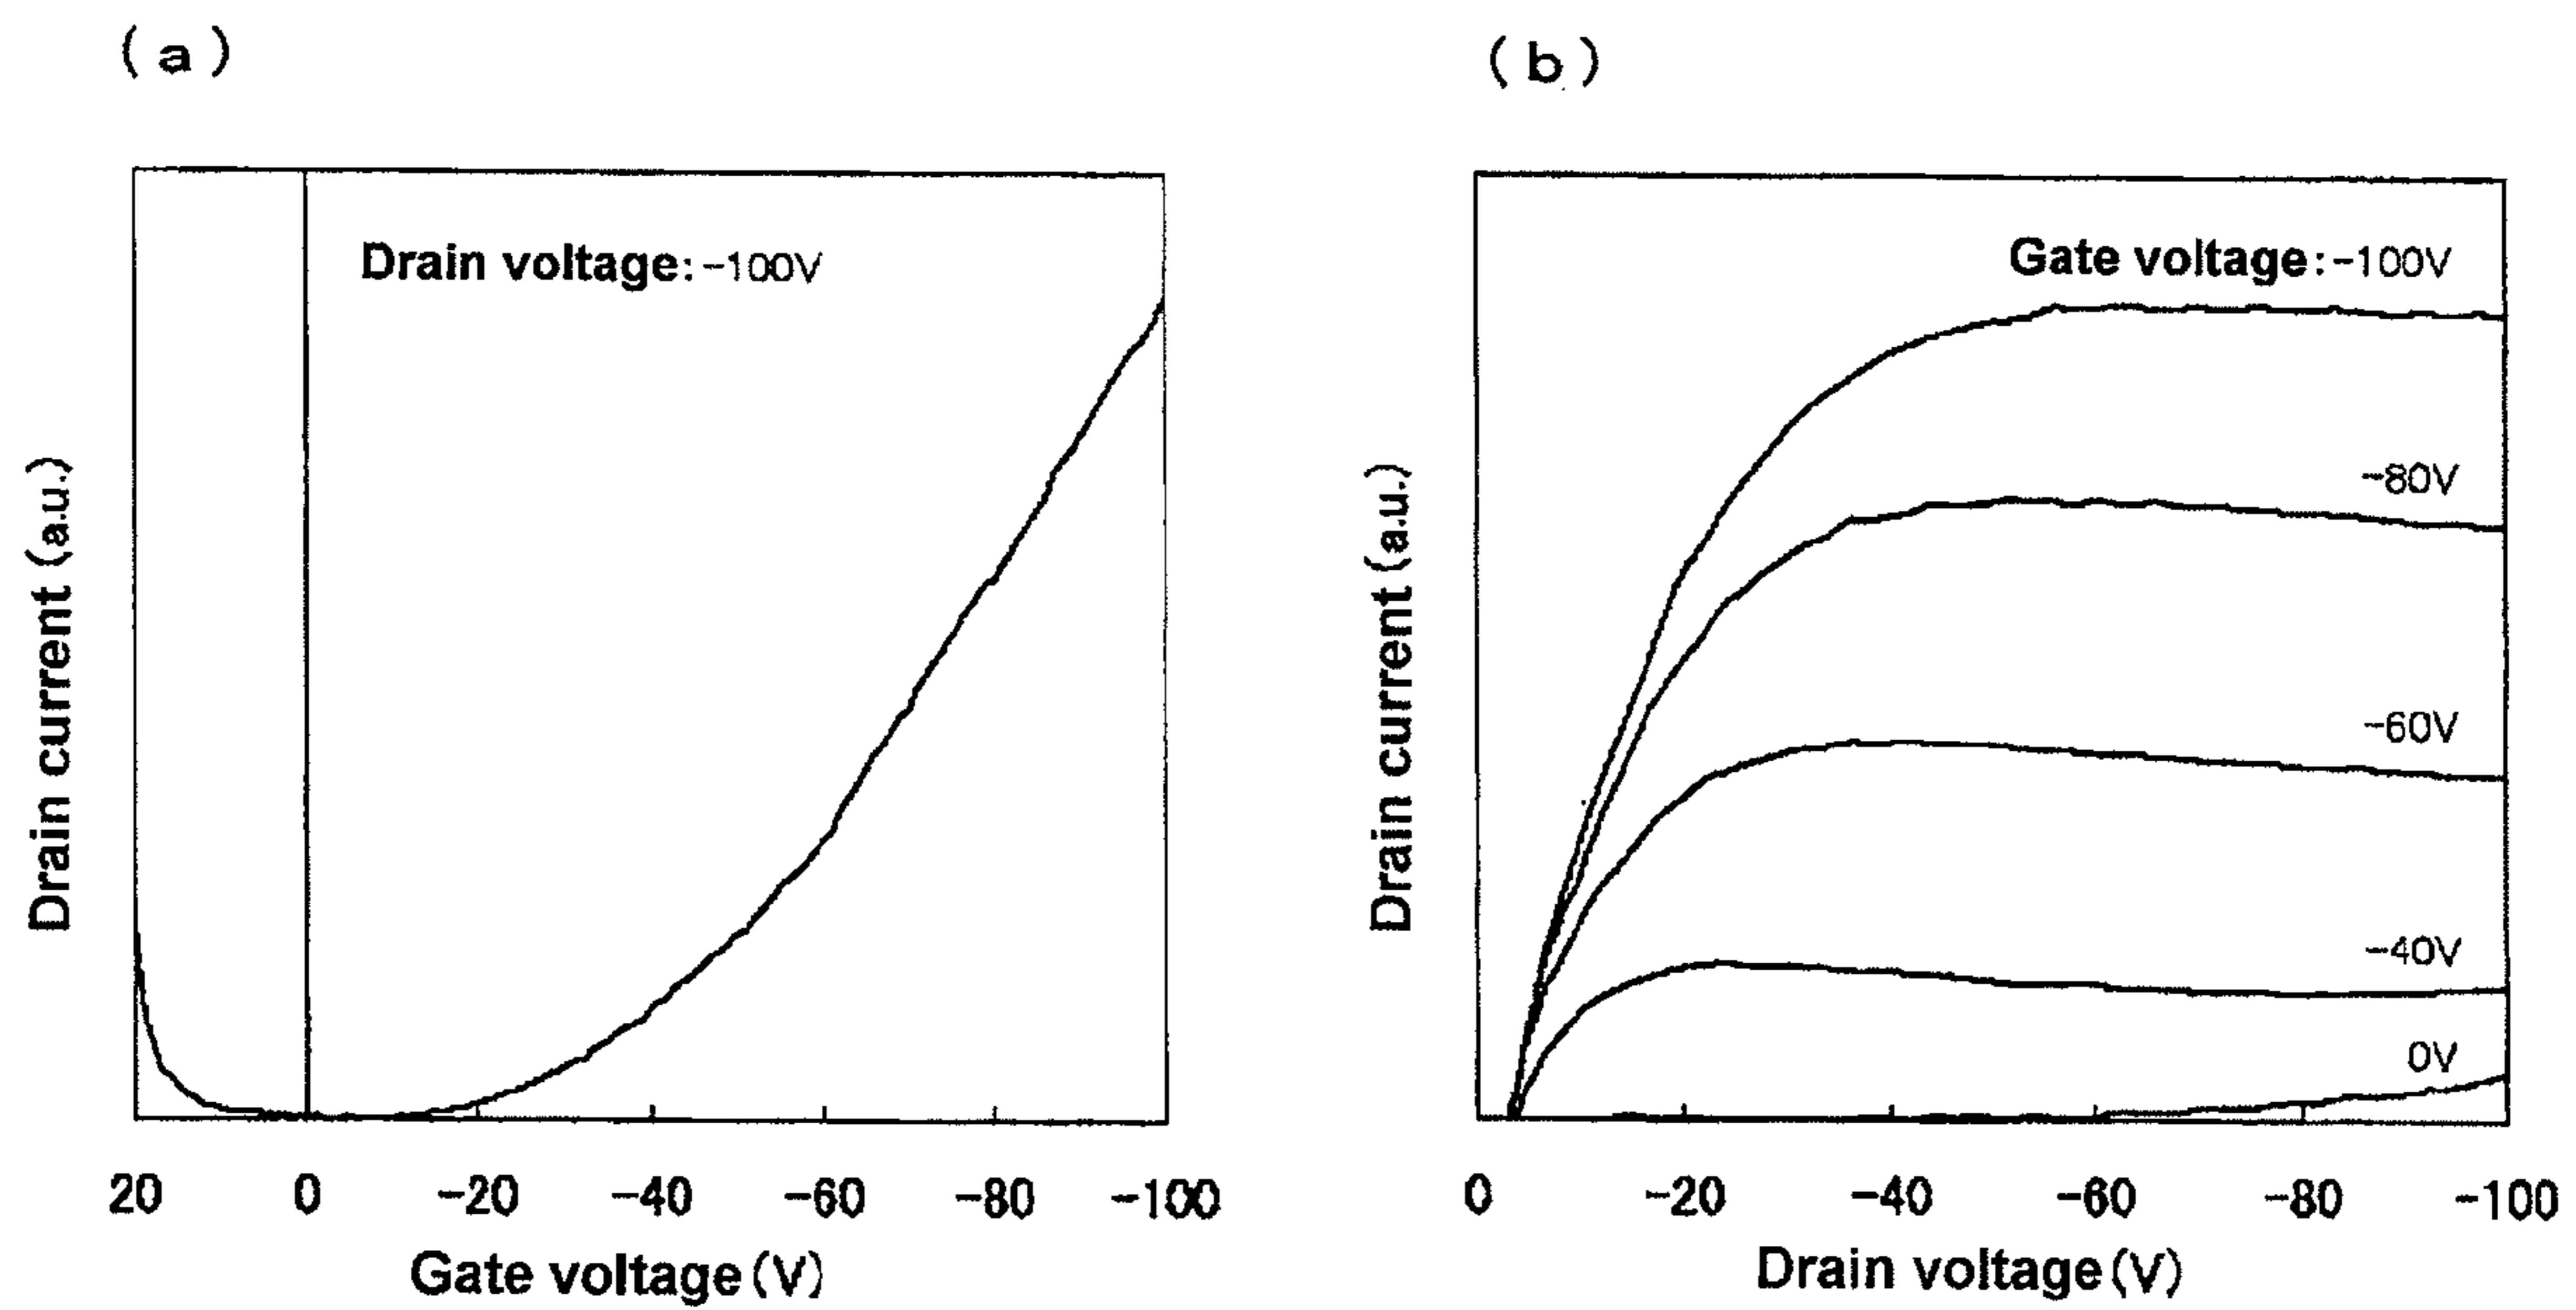 (a)
Drain voltage:-100V
Drain current (a.u.)
20 0 -20 -40 -60 -80 -100
Gate voltage(V)
(b)
Gate voltage:-100V
-80V
-60V
-40V
0V
Drain current (a.u.)
0 -20 -40 -60 -80 -100
Drain voltage(V)